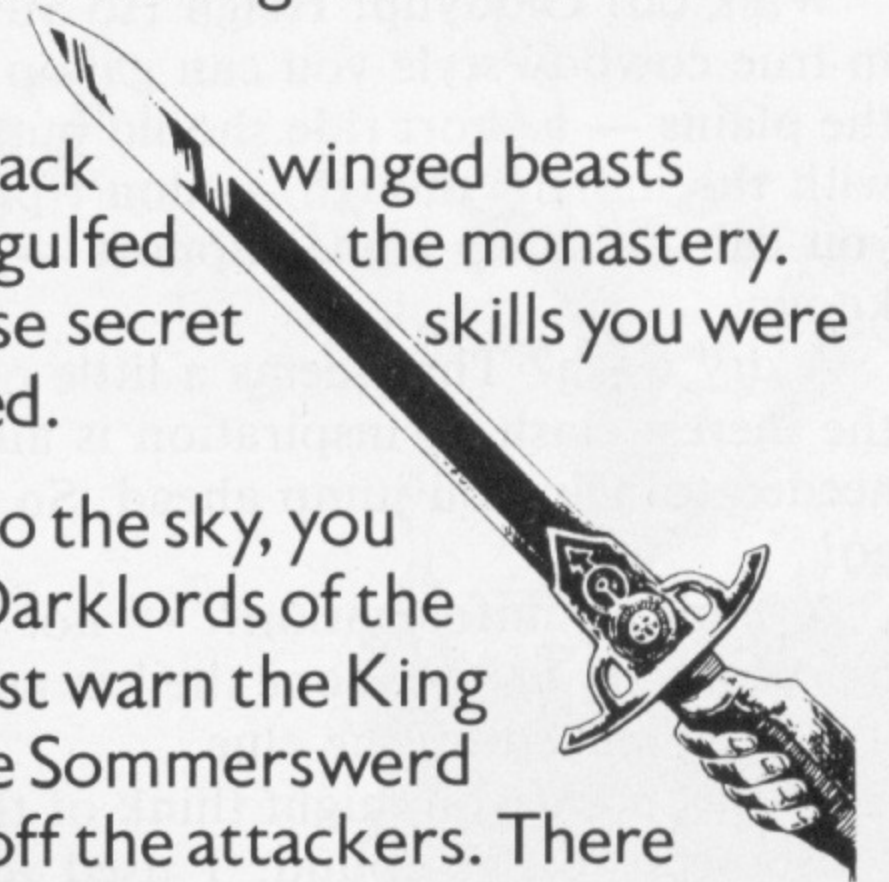 ack winged beasts
gulfed the monastery.
se secret skills you were
ed.
o the sky, you
Darklords of the
st warn the King
e Sommerswerd
off the attackers. There